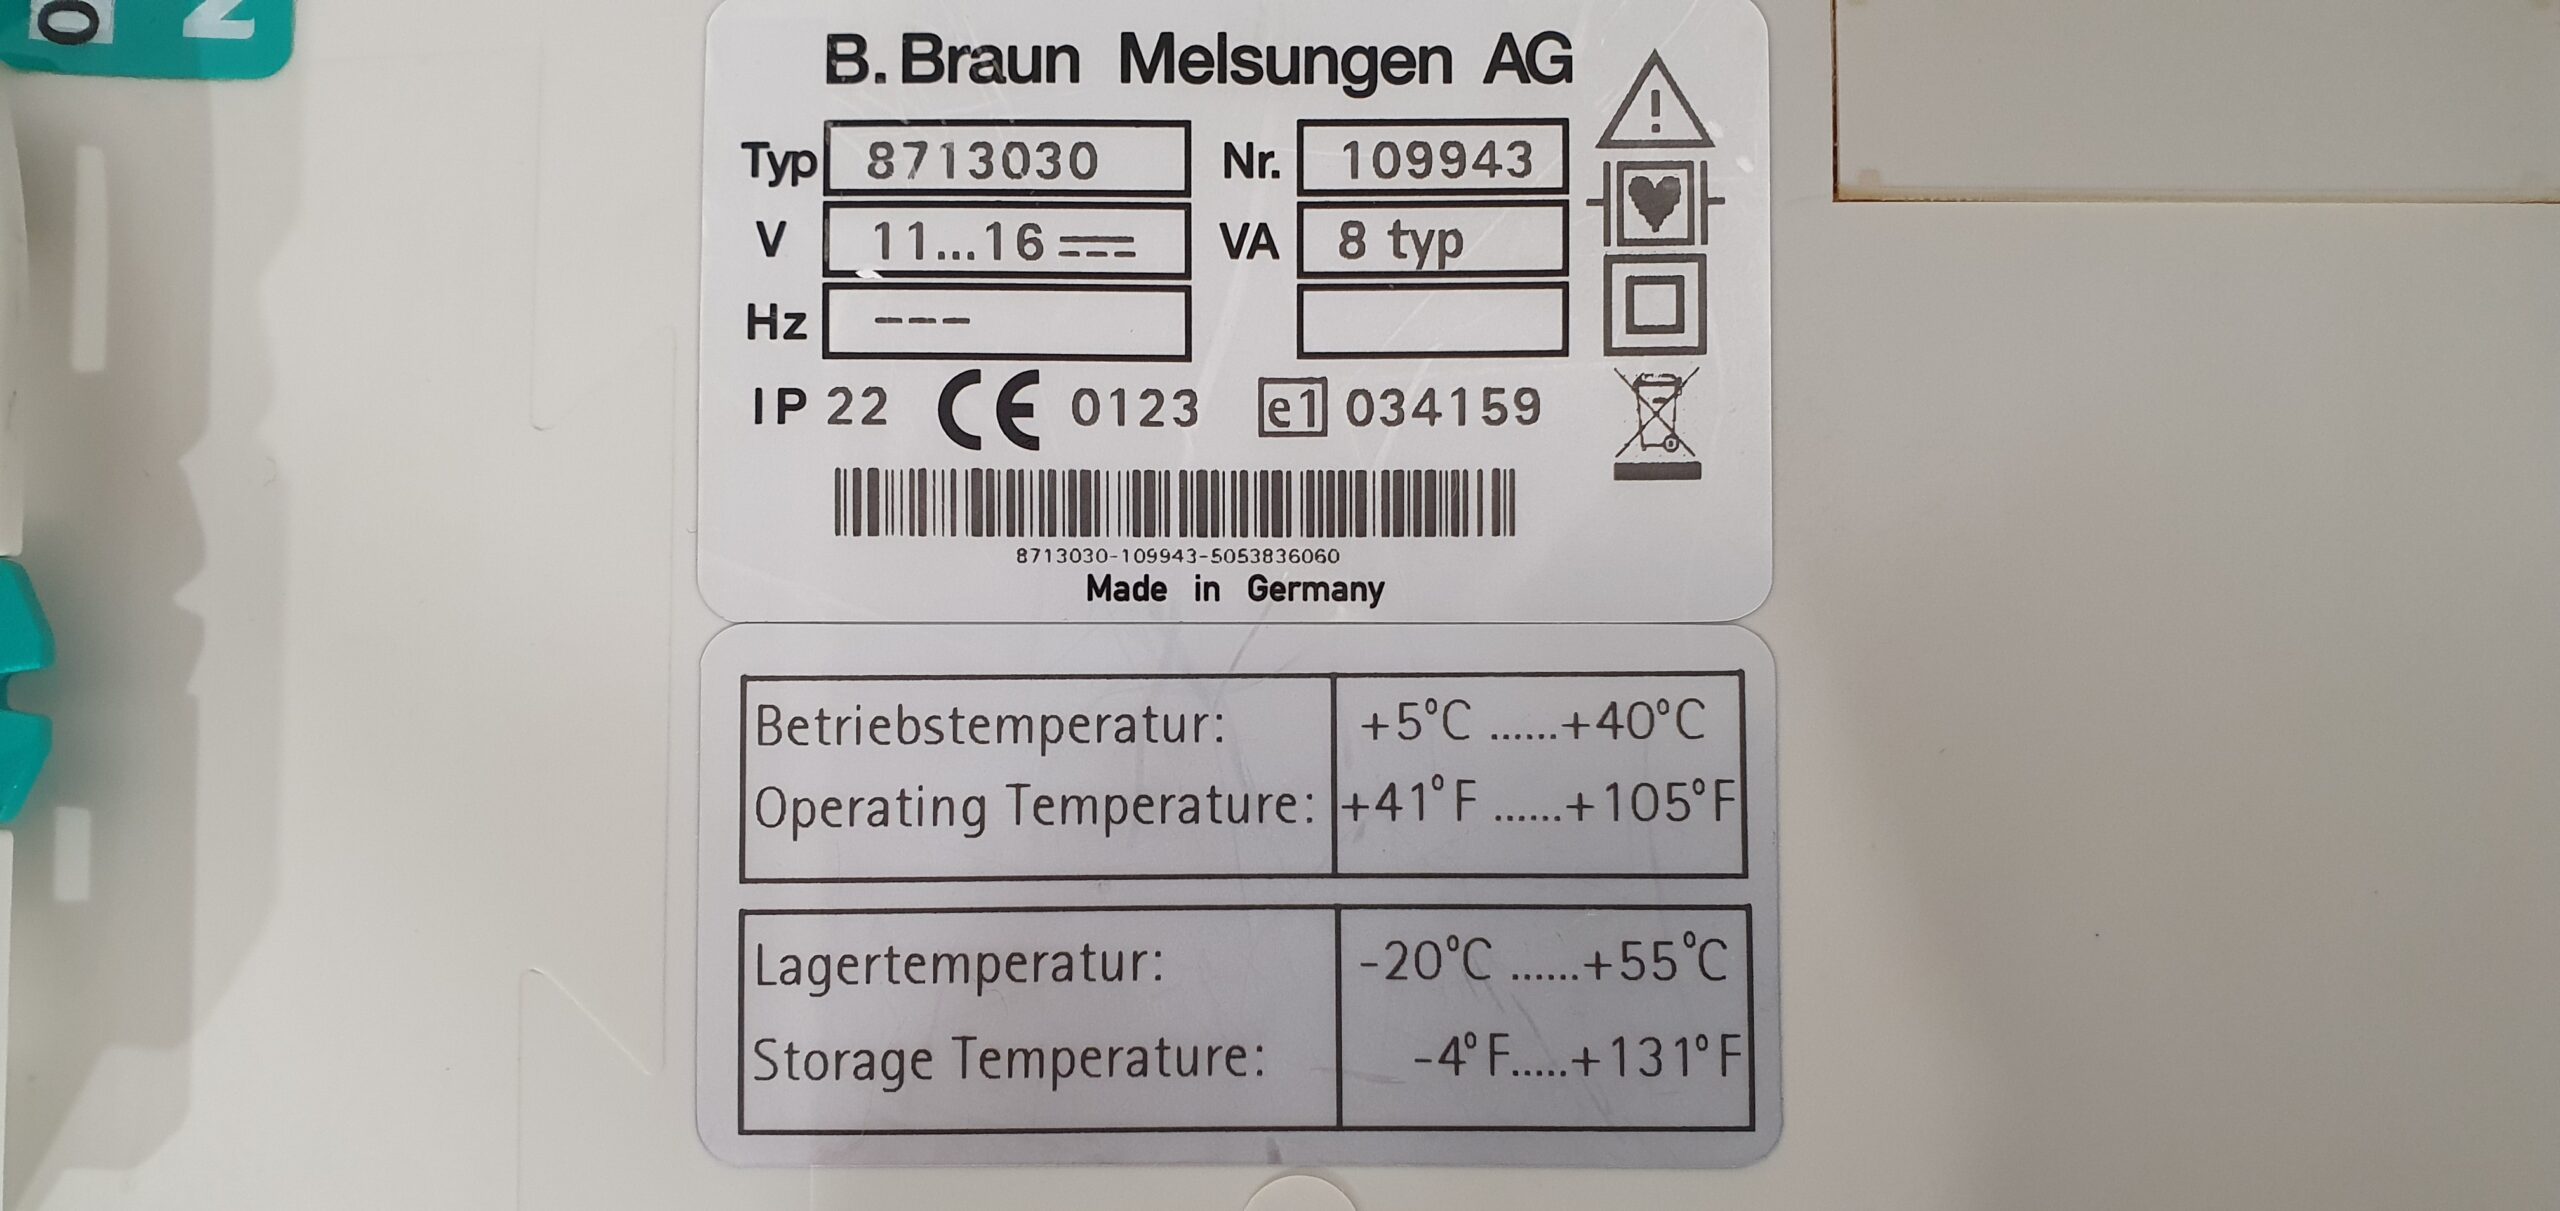 B. Braun Melsungen AG
Typ 8713030 Nr. 109943
V 11...16 VA 8 typ
Hz ---
IP 22 CE 0123 e1 034159
8713030-109943-5053836060
Made in Germany
Betriebstemperatur: +5°C ......+40°C
Operating Temperature: +41°F ......+105°F
Lagertemperatur: -20°C ......+55°C
Storage Temperature: -4°F.....+131°F